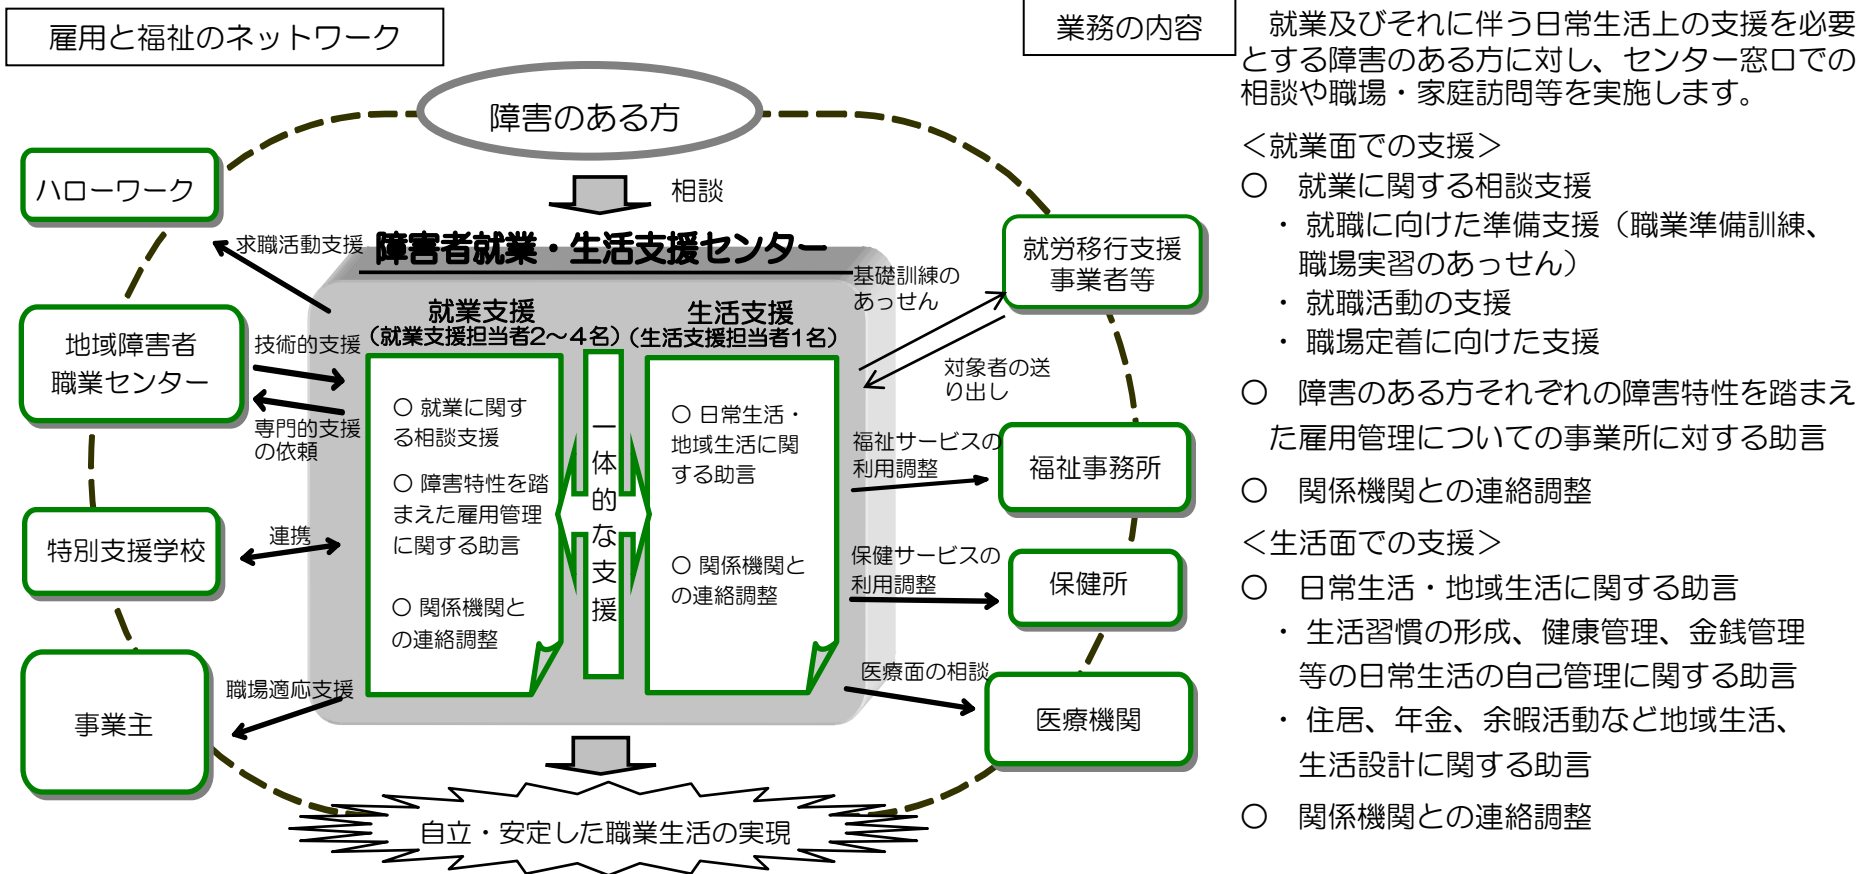 雇用と福祉のネットワーク
障害のある方
相談
ハローワーク
求職活動支援
地域障害者
職業センター
技術的支援
専門的支援
の依頼
特別支援学校
連携
事業主
職場適応支援
障害者就業・生活支援センター
就業支援
(就業支援担当者2～4名)
○ 就業に関す
る相談支援
○ 障害特性を踏
まえた雇用管理
に関する助言
○ 関係機関と
の連絡調整
一体的な支援
生活支援
(生活支援担当者1名)
○ 日常生活・
地域生活に関
する助言
○ 関係機関と
の連絡調整
基礎訓練の
あっせん
就労移行支援
事業者等
対象者の送
り出し
福祉サービスの
利用調整
福祉事務所
保健サービスの
利用調整
保健所
医療面の相談
医療機関
自立・安定した職業生活の実現
業務の内容
就業及びそれに伴う日常生活上の支援を必要
とする障害のある方に対し、センター窓口での
相談や職場・家庭訪問等を実施します。
＜就業面での支援＞
○ 就業に関する相談支援
・ 就職に向けた準備支援（職業準備訓練、
職場実習のあっせん）
・ 就職活動の支援
・ 職場定着に向けた支援
○ 障害のある方それぞれの障害特性を踏まえ
た雇用管理についての事業所に対する助言
○ 関係機関との連絡調整
＜生活面での支援＞
○ 日常生活・地域生活に関する助言
・ 生活習慣の形成、健康管理、金銭管理
等の日常生活の自己管理に関する助言
・ 住居、年金、余暇活動など地域生活、
生活設計に関する助言
○ 関係機関との連絡調整